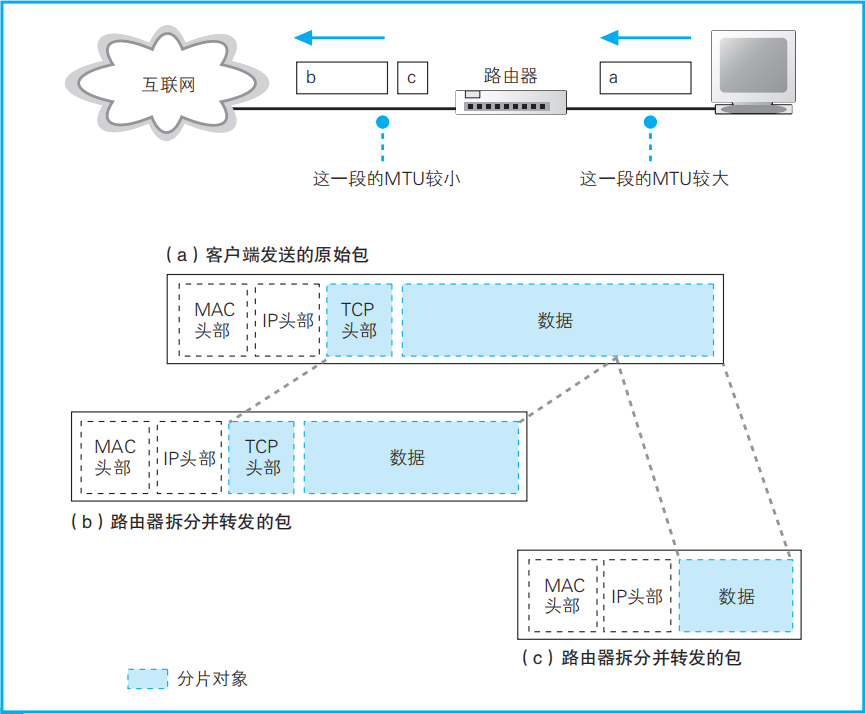 互联网
b
c
路由器
a
这一段的MTU较小
这一段的MTU较大
（a）客户端发送的原始包
MAC
头部
IP头部
TCP
头部
数据
MAC
头部
IP头部
TCP
头部
数据
（b）路由器拆分并转发的包
MAC
头部
IP头部
数据
（c）路由器拆分并转发的包
分片对象